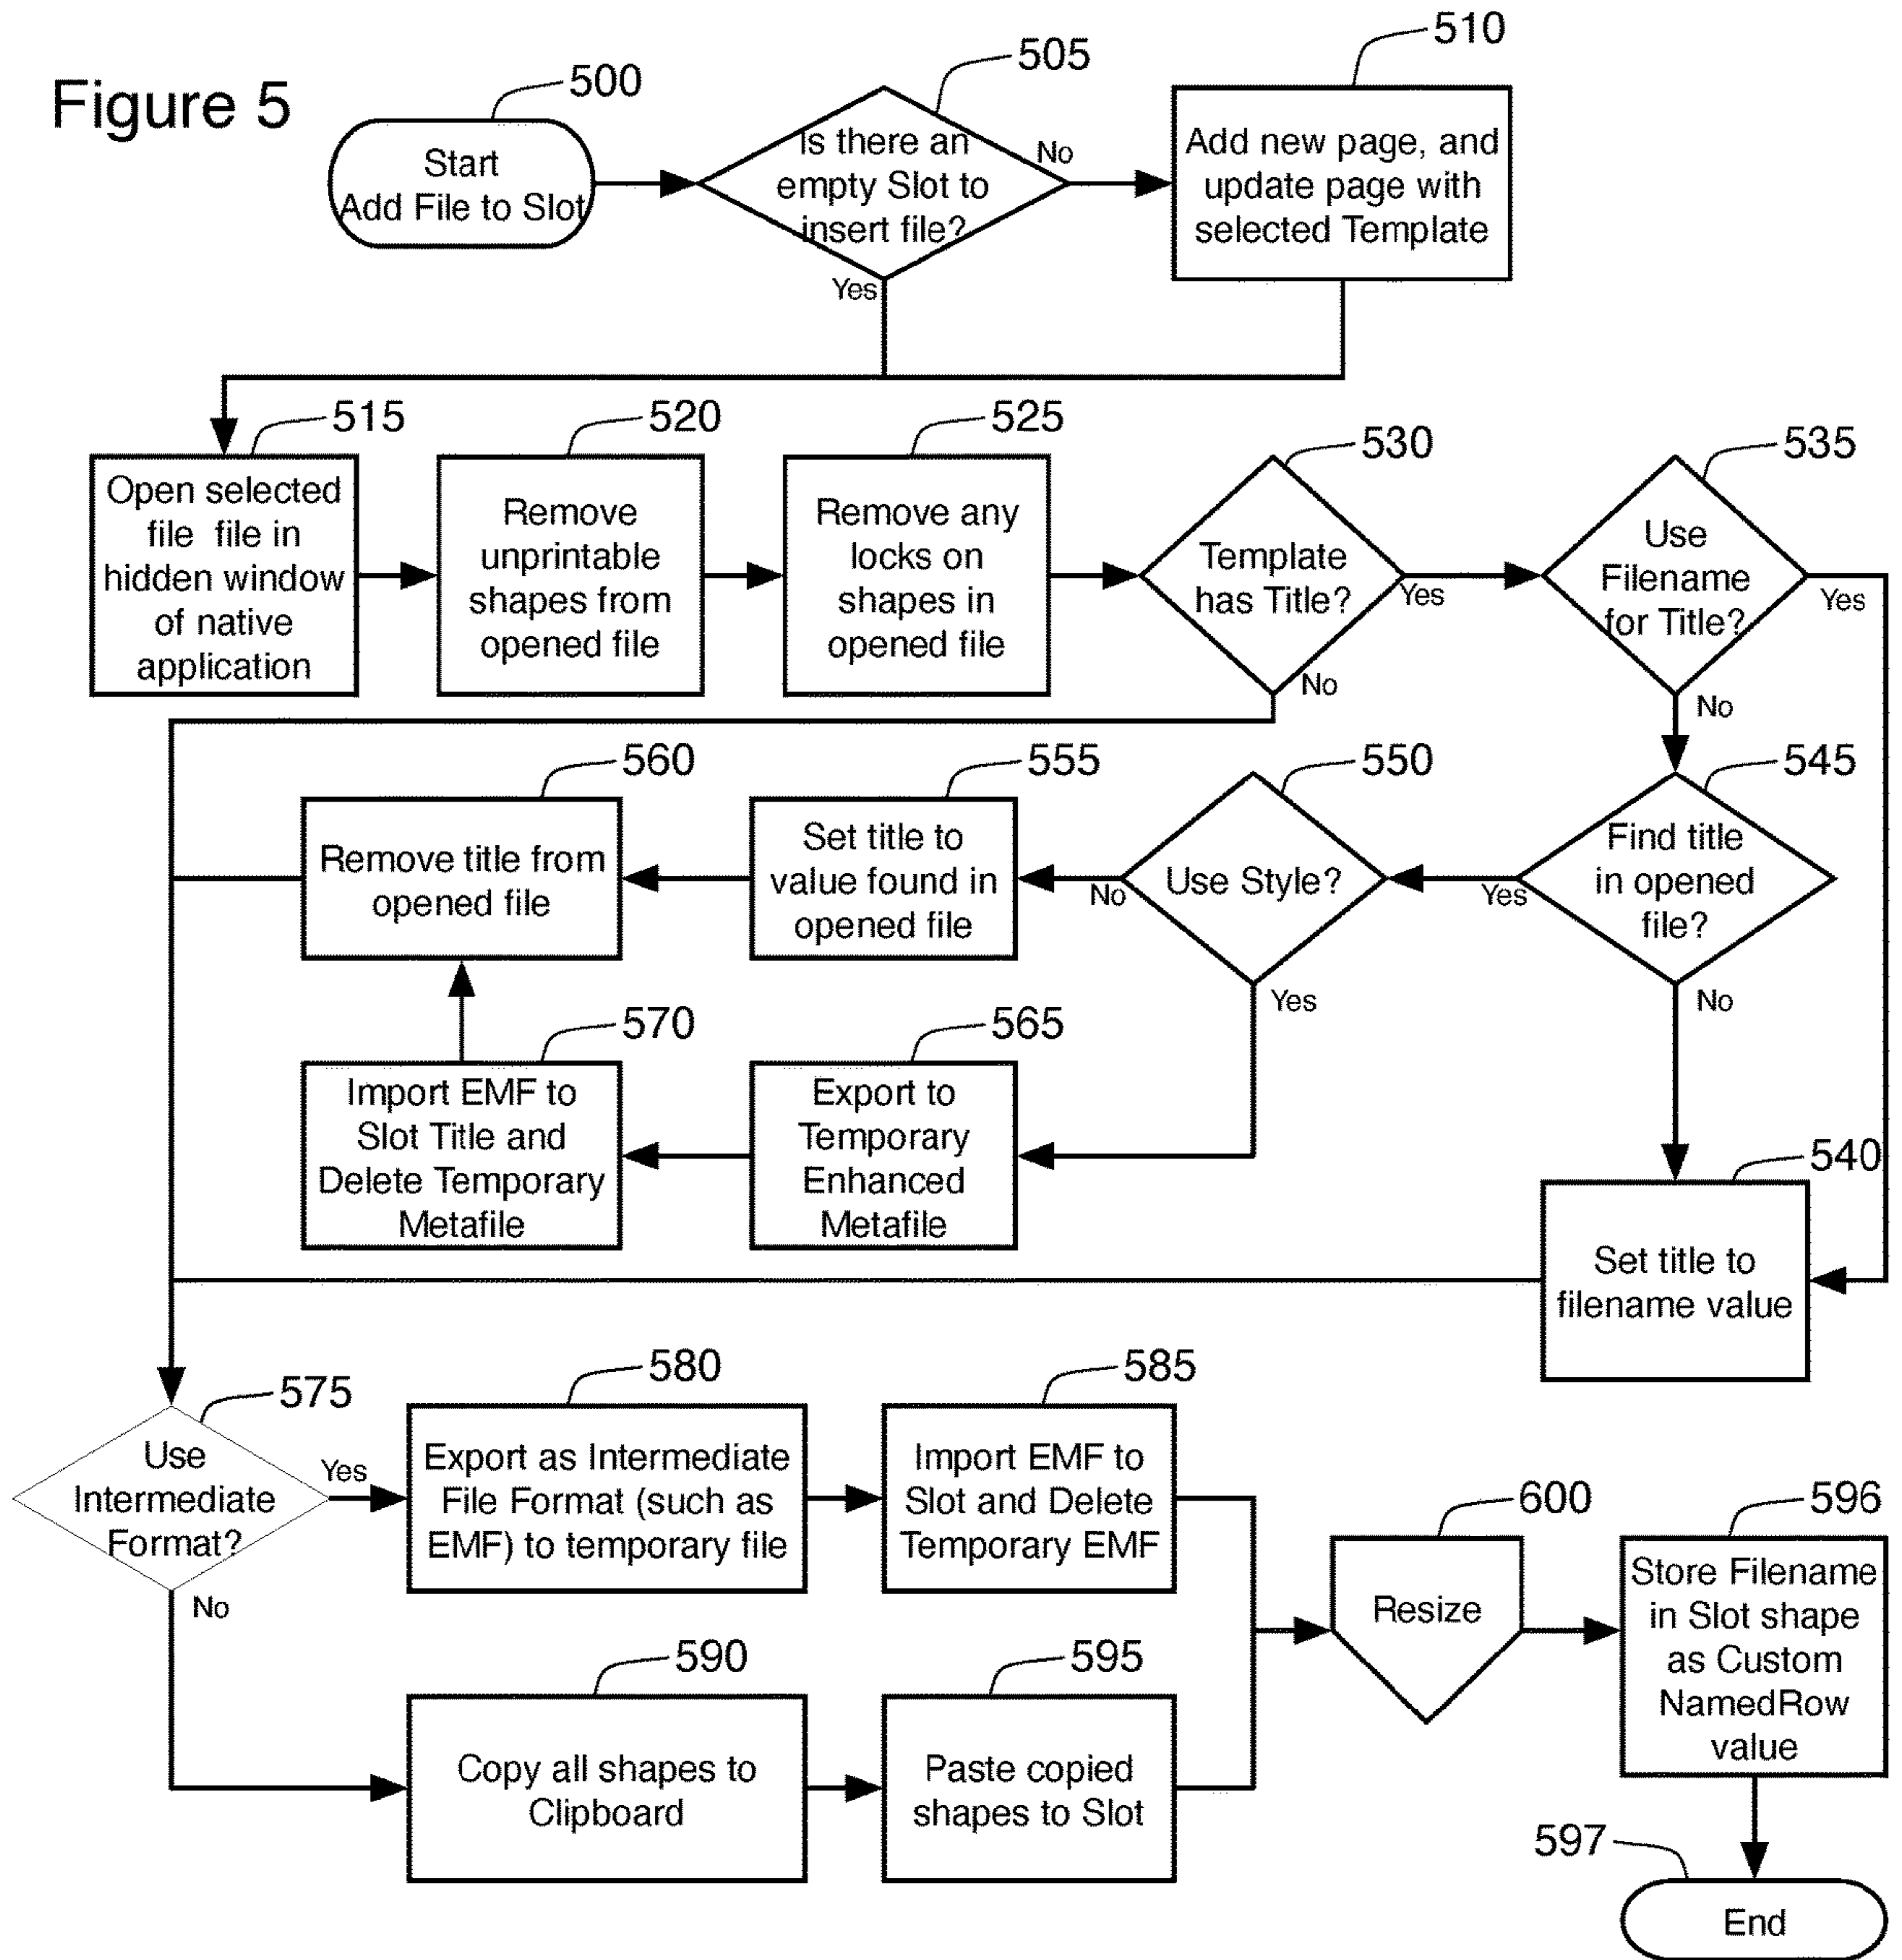 Figure 5
500
505
510
Start
Add File to Slot
Is there an
empty Slot to
insert file?
No
Yes
Add new page, and
update page with
selected Template
515
520
525
530
535
Open selected
file file in
hidden window
of native
application
Remove
unprintable
shapes from
opened file
Remove any
locks on
shapes in
opened file
Template
has Title?
Yes
No
Use
Filename
for Title?
Yes
No
560
555
550
545
Remove title from
opened file
Set title to
value found in
opened file
No
Use Style?
Yes
Yes
Find title
in opened
file?
No
570
565
540
Import EMF to
Slot Title and
Delete Temporary
Metafile
Export to
Temporary
Enhanced
Metafile
Set title to
filename value
575
580
585
600
596
Use
Intermediate
Format?
Yes
No
Export as Intermediate
File Format (such as
EMF) to temporary file
Import EMF to
Slot and Delete
Temporary EMF
Resize
Store Filename
in Slot shape
as Custom
NamedRow
value
590
595
Copy all shapes to
Clipboard
Paste copied
shapes to Slot
597
End